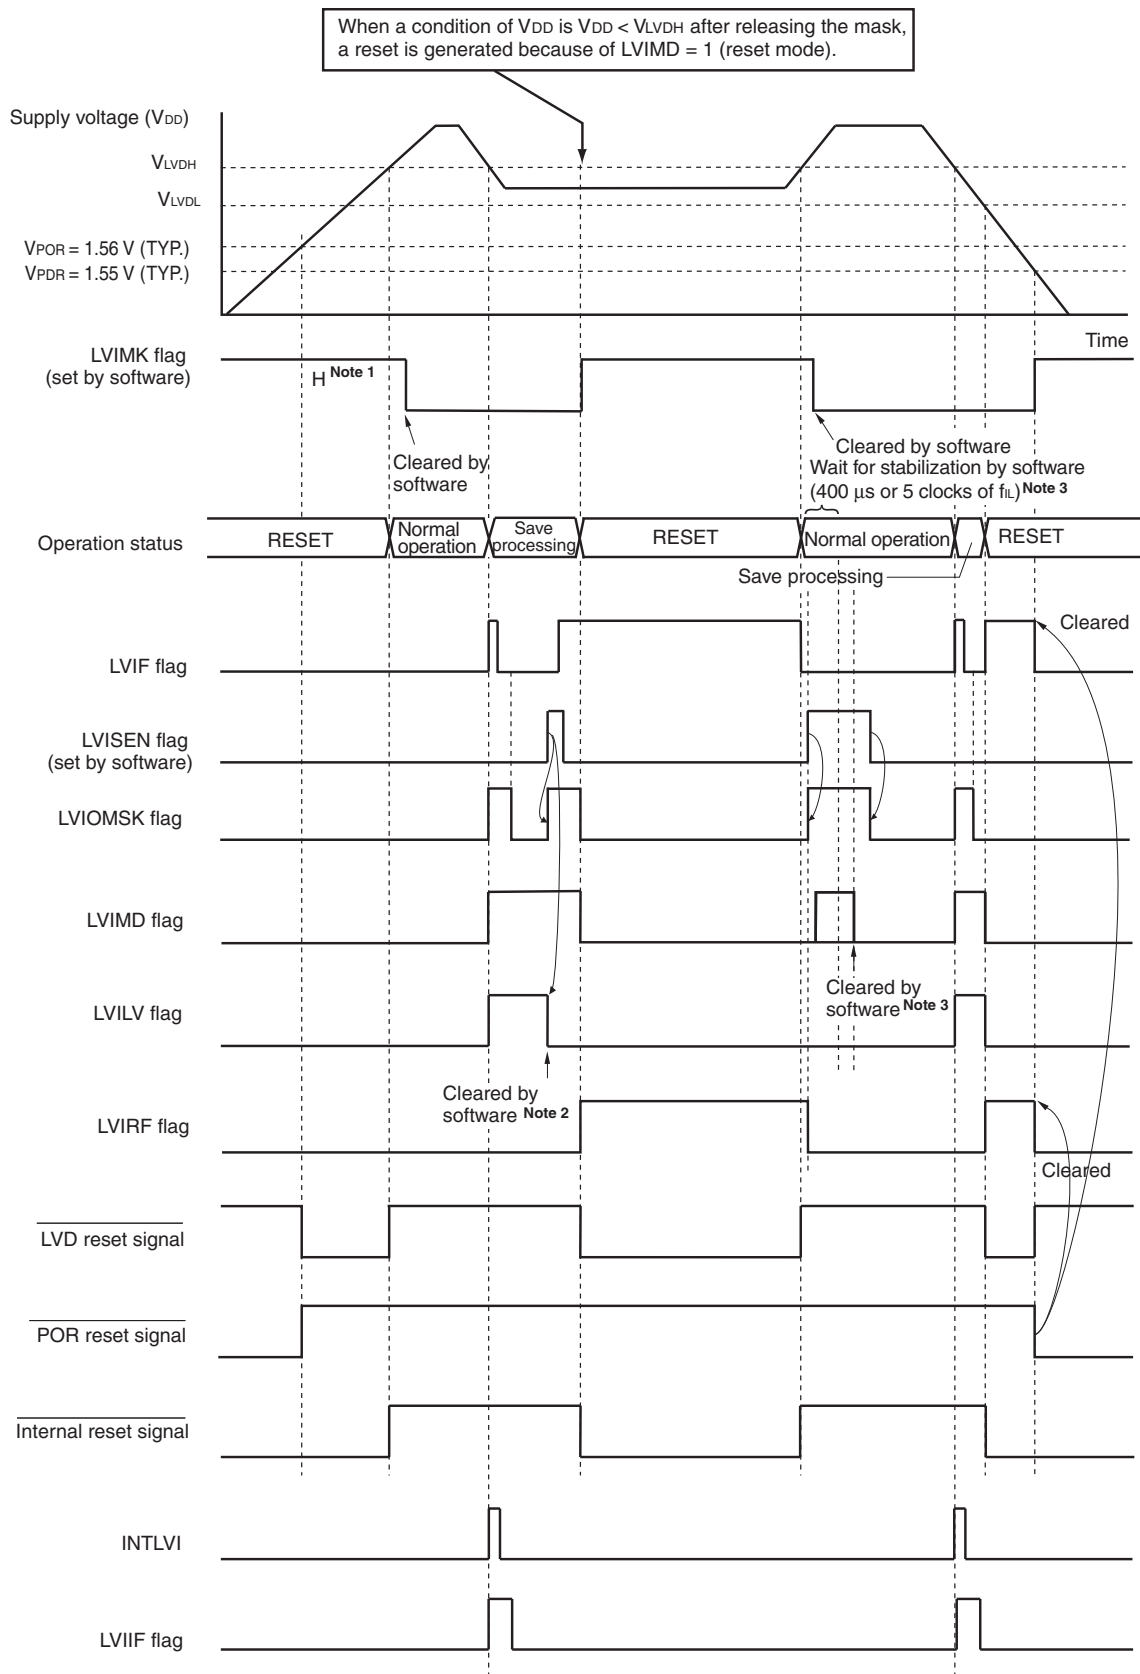 When a condition of VDD is VDD < VLVDH after releasing the mask,
a reset is generated because of LVIMD = 1 (reset mode).
Supply voltage (VDD)
VLVDH
VLVDL
VPOR = 1.56 V (TYP.)
VPDR = 1.55 V (TYP.)
Time
LVIMK flag
(set by software)
H Note 1
Cleared by
software
Cleared by software
Wait for stabilization by software
(400 μs or 5 clocks of fIL) Note 3
Operation status
RESET
Normal
operation
Save
processing
RESET
Normal operation
RESET
Save processing
Cleared
LVIF flag
LVISEN flag
(set by software)
LVIOMSK flag
LVIMD flag
Cleared by
software Note 3
LVILV flag
Cleared by
software Note 2
LVIRF flag
Cleared
LVD reset signal
POR reset signal
Internal reset signal
INTLVI
LVIIF flag